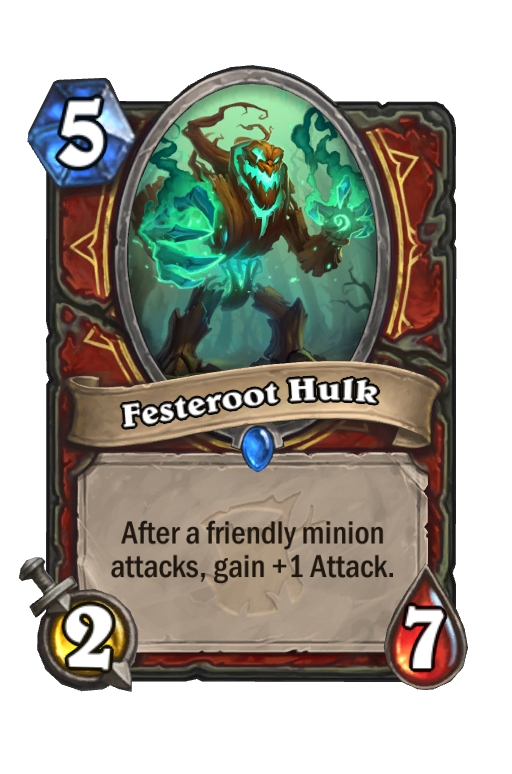 5
Festeroot Hulk
After a friendly minion
attacks, gain +1 Attack.
2
7